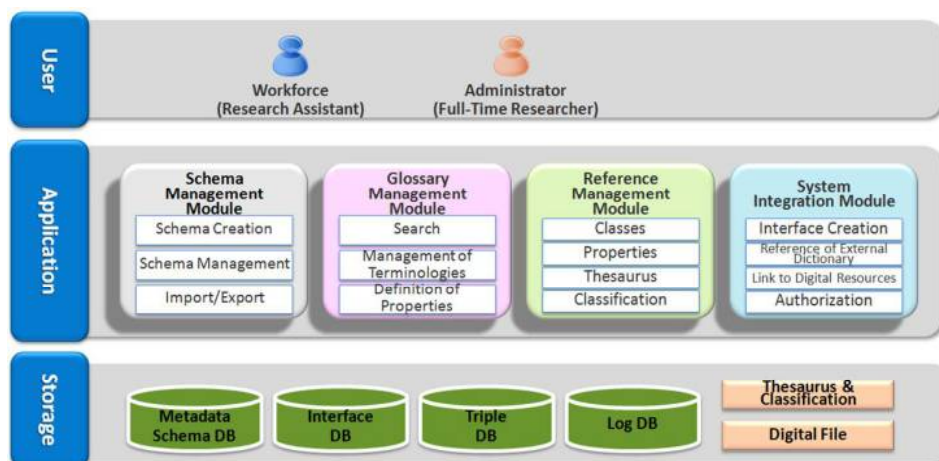 User
Workforce
(Research Assistant)
Administrator
(Full-Time Researcher)
Application
Schema
Management
Module
Schema Creation
Schema Management
Import/Export
Glossary
Management
Module
Search
Management of
Terminologies
Definition of
Properties
Reference
Management
Module
Classes
Properties
Thesaurus
Classification
System
Integration Module
Interface Creation
Reference of External
Dictionary
Link to Digital Resources
Authorization
Storage
Metadata
Schema DB
Interface
DB
Triple
DB
Log DB
Thesaurus &
Classification
Digital File